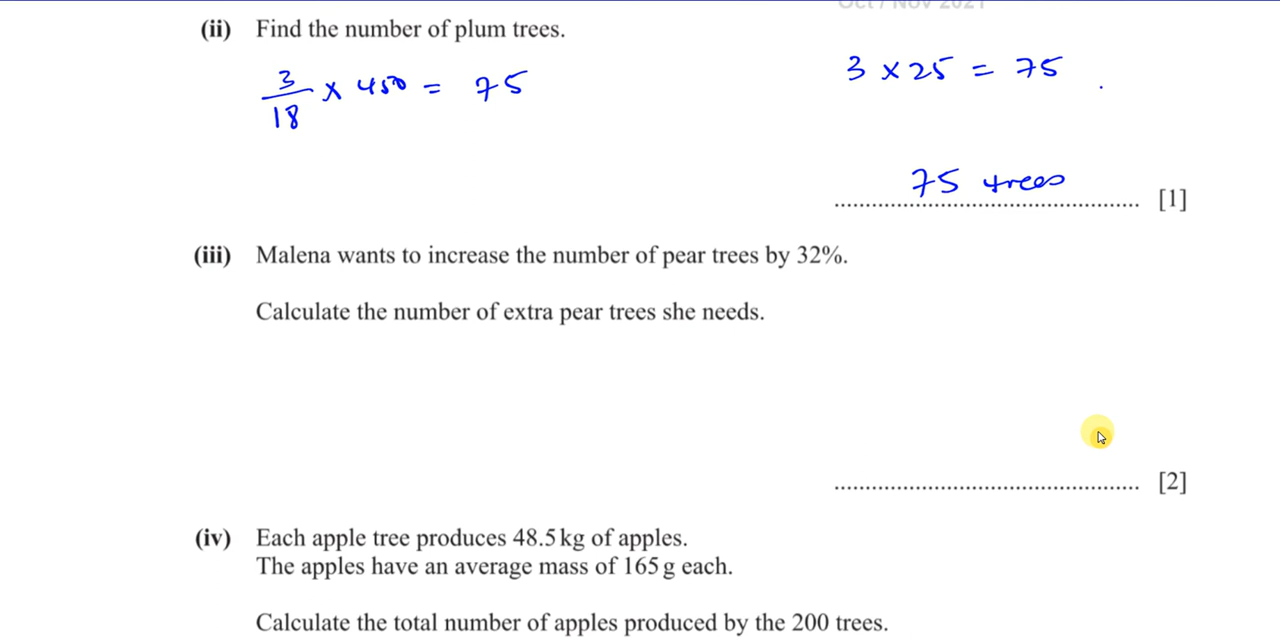 Oct / Nov 2021
(ii) Find the number of plum trees.
3/18 × 450 = 75
3 × 25 = 75
75 trees
[1]
(iii) Malena wants to increase the number of pear trees by 32%.
Calculate the number of extra pear trees she needs.
[2]
(iv) Each apple tree produces 48.5 kg of apples.
The apples have an average mass of 165 g each.
Calculate the total number of apples produced by the 200 trees.